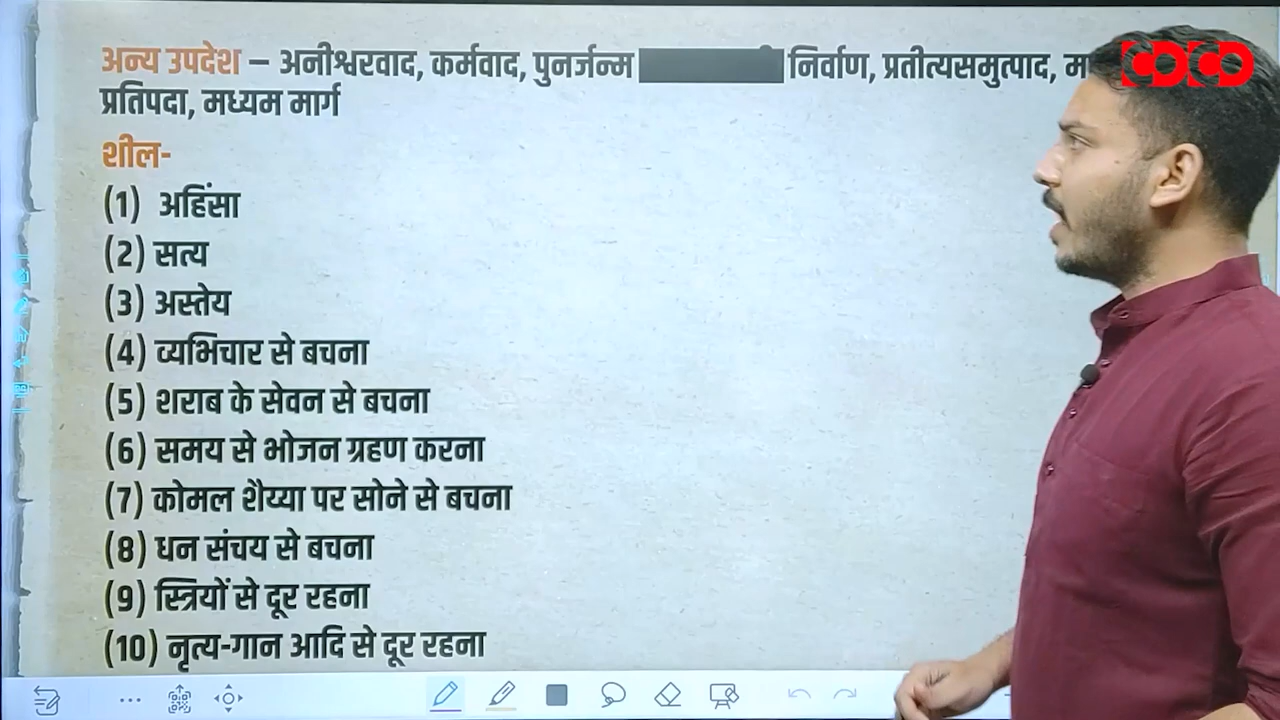 अन्य उपदेश – अनीश्वरवाद, कर्मवाद, पुनर्जन्म निर्वाण, प्रतीत्यसमुत्पाद,
प्रतिपदा, मध्यम मार्ग
शील-
(1) अहिंसा
(2) सत्य
(3) अस्तेय
(4) व्यभिचार से बचना
(5) शराब के सेवन से बचना
(6) समय से भोजन ग्रहण करना
(7) कोमल शैय्या पर सोने से बचना
(8) धन संचय से बचना
(9) स्त्रियों से दूर रहना
(10) नृत्य-गान आदि से दूर रहना